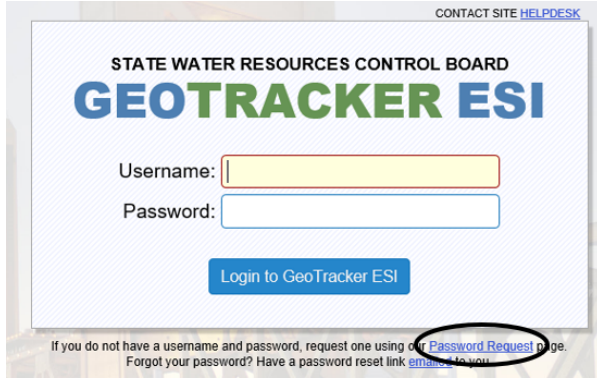 CONTACT SITE HELPDESK
STATE WATER RESOURCES CONTROL BOARD
GEOTRACKER ESI
Username:
Password:
Login to GeoTracker ESI
If you do not have a username and password, request one using our Password Request page.
Forgot your password? Have a password reset link emailed to you.